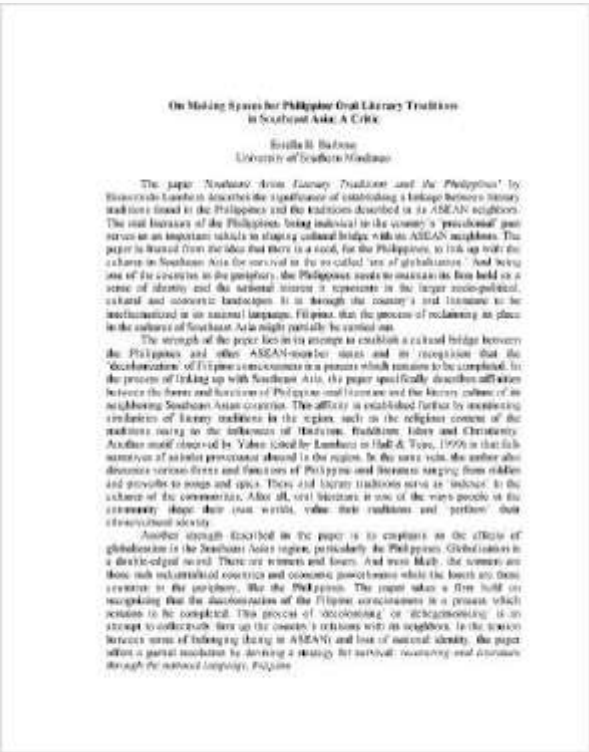 On Making Spaces for Philippine Oral Literary Traditions
in Southeast Asia: A Critic
Estella B. Barbosa
University of Southern Mindanao
The paper 'Southeast Asian Literary Traditions and the Philippines' by
describes the significance of establishing a linkage between literary
traditions found in the Philippines and the traditions described in its ASEAN neighbors.
The oral literature of the Philippines, being indexical to the country's 'precolonial' past
serves as an important vehicle in shaping cultural bridge with its ASEAN neighbors. The
paper is framed from the idea that there is a need, for the Philippines, to link up with the
cultures in Southeast Asia for survival in the so-called 'era of globalization.' And being
one of the countries in the periphery, the Philippines needs to maintain its firm hold on a
sense of identity and the national interest it represents in the larger socio-political,
cultural and economic landscapes. It is through the country's oral literature to be
intellectualized in its national language, Filipino, that the process of reclaiming its place
in the cultures of Southeast Asia might partially be carried out.
The strength of the paper lies in its attempt to establish a cultural bridge between
the Philippines and other ASEAN-member states and its recognition that the
'decolonization' of Filipino consciousness is a process which remains to be completed. In
the process of linking up with Southeast Asia, the paper specifically describes affinities
between the forms and functions of Philippine oral literature and the literary culture of its
neighboring Southeast Asian countries. This affinity is established further by mentioning
similarities of literary traditions in the region, such as the religious content of the
traditions owing to the influences of Hinduism, Buddhism, Islam and Christianity.
Another motif observed by (cited by in Hall & 1999) is that folk
narratives of animist provenance abound in the region. In the same vein, the author also
discusses various forms and functions of Philippine oral literature ranging from riddles
and proverbs to songs and epics. These oral literary traditions serve as 'indexes' to the
cultures of the communities. After all, oral literature is one of the ways people in the
community shape their own worlds, value their traditions and 'perform' their
ethnic/cultural identity.
Another strength described in the paper is its emphasis on the effects of
globalization in the Southeast Asian region, particularly the Philippines. Globalization is
a double-edged sword. There are winners and losers. And most likely, the winners are
those rich industrialized countries and economic powerhouses while the losers are those
countries in the periphery, like the Philippines. The paper takes a firm hold on
recognizing that the decolonization of the Filipino consciousness is a process which
remains to be completed. This process of 'decolonizing' or 'dehegemonizing' is an
attempt to collectively firm up the country's relations with its neighbors. In the tension
between sense of belonging (being in ASEAN) and loss of national identity, the paper
offers a partial resolution by devising a strategy for survival: recovering oral literature
through the national language, Filipino.